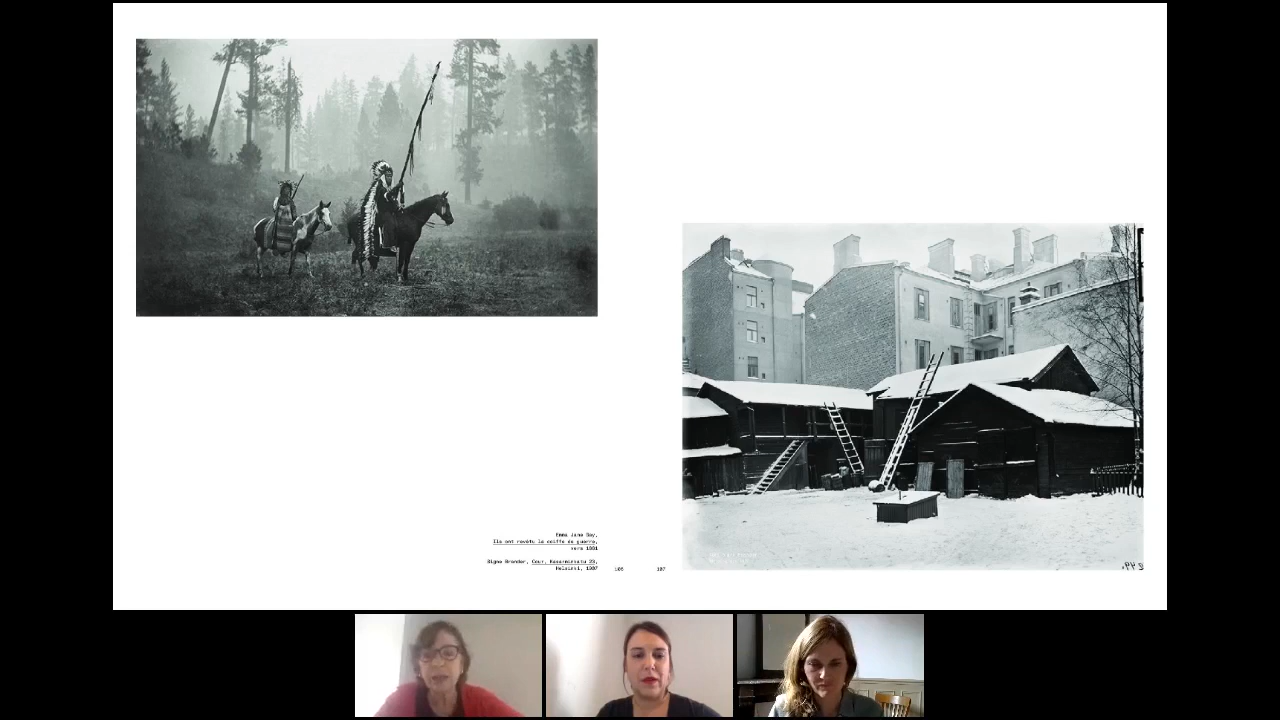 Emma Jane Gay,
Ils ont revêtu la coiffe de guerre,
vers 1891
Signe Brander, Cour, Kasarminkatu 23,
Helsinki, 1907
106
107